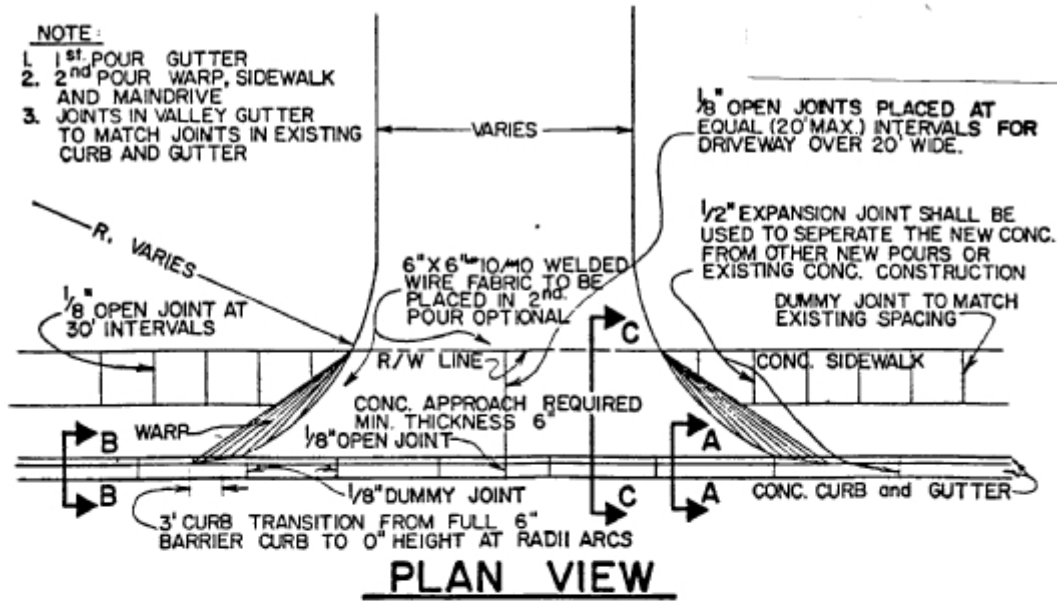 NOTE:
1. 1st. POUR GUTTER
2. 2nd POUR WARP, SIDEWALK
AND MAINDRIVE
3. JOINTS IN VALLEY GUTTER
TO MATCH JOINTS IN EXISTING
CURB AND GUTTER
VARIES
1/8" OPEN JOINTS PLACED AT
EQUAL (20' MAX.) INTERVALS FOR
DRIVEWAY OVER 20' WIDE.
R. VARIES
1/2" EXPANSION JOINT SHALL BE
USED TO SEPERATE THE NEW CONC.
FROM OTHER NEW POURS OR
EXISTING CONC. CONSTRUCTION
6" X 6" 10/10 WELDED
WIRE FABRIC TO BE
PLACED IN 2nd.
POUR OPTIONAL
1/8" OPEN JOINT AT
30' INTERVALS
DUMMY JOINT TO MATCH
EXISTING SPACING
C
R/W LINE
CONC. SIDEWALK
CONC. APPROACH REQUIRED
MIN. THICKNESS 6"
WARP
1/8" OPEN JOINT
B
A
B
C
A
1/8" DUMMY JOINT
CONC. CURB and GUTTER
3' CURB TRANSITION FROM FULL 6"
BARRIER CURB TO 0" HEIGHT AT RADII ARCS
PLAN VIEW